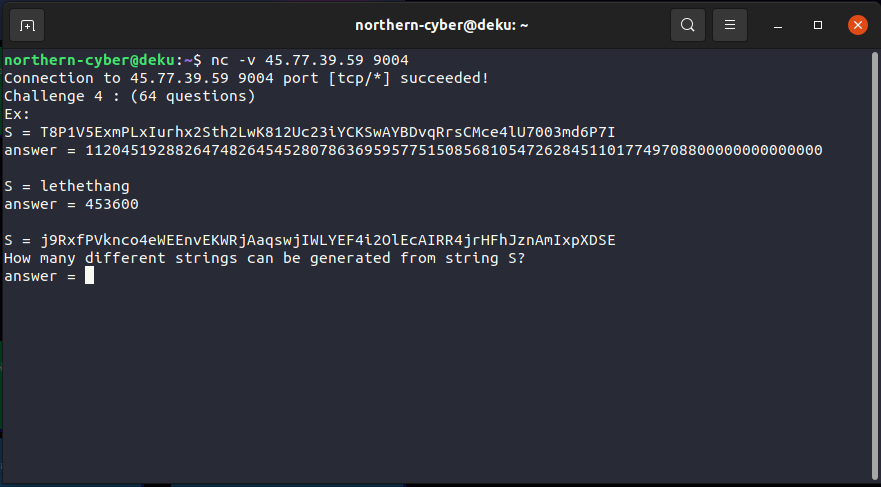 northern-cyber@deku: ~
northern-cyber@deku:~$ nc -v 45.77.39.59 9004
Connection to 45.77.39.59 9004 port [tcp/*] succeeded!
Challenge 4 : (64 questions)
Ex:
S = T8P1V5ExmPLxIurhx2Sth2LwK812Uc23iYCKSwAYBDvqRrsCMce4lU7003md6P7I
answer = 11204519288264748264545280786369595775150856810547262845110177497088000000000000000
S = lethethang
answer = 453600
S = j9RxfPVknco4eWEEnvEKWRjAaqswjIWLYEF4i2OlEcAIRR4jrHFhJznAmIxpXDSE
How many different strings can be generated from string S?
answer =